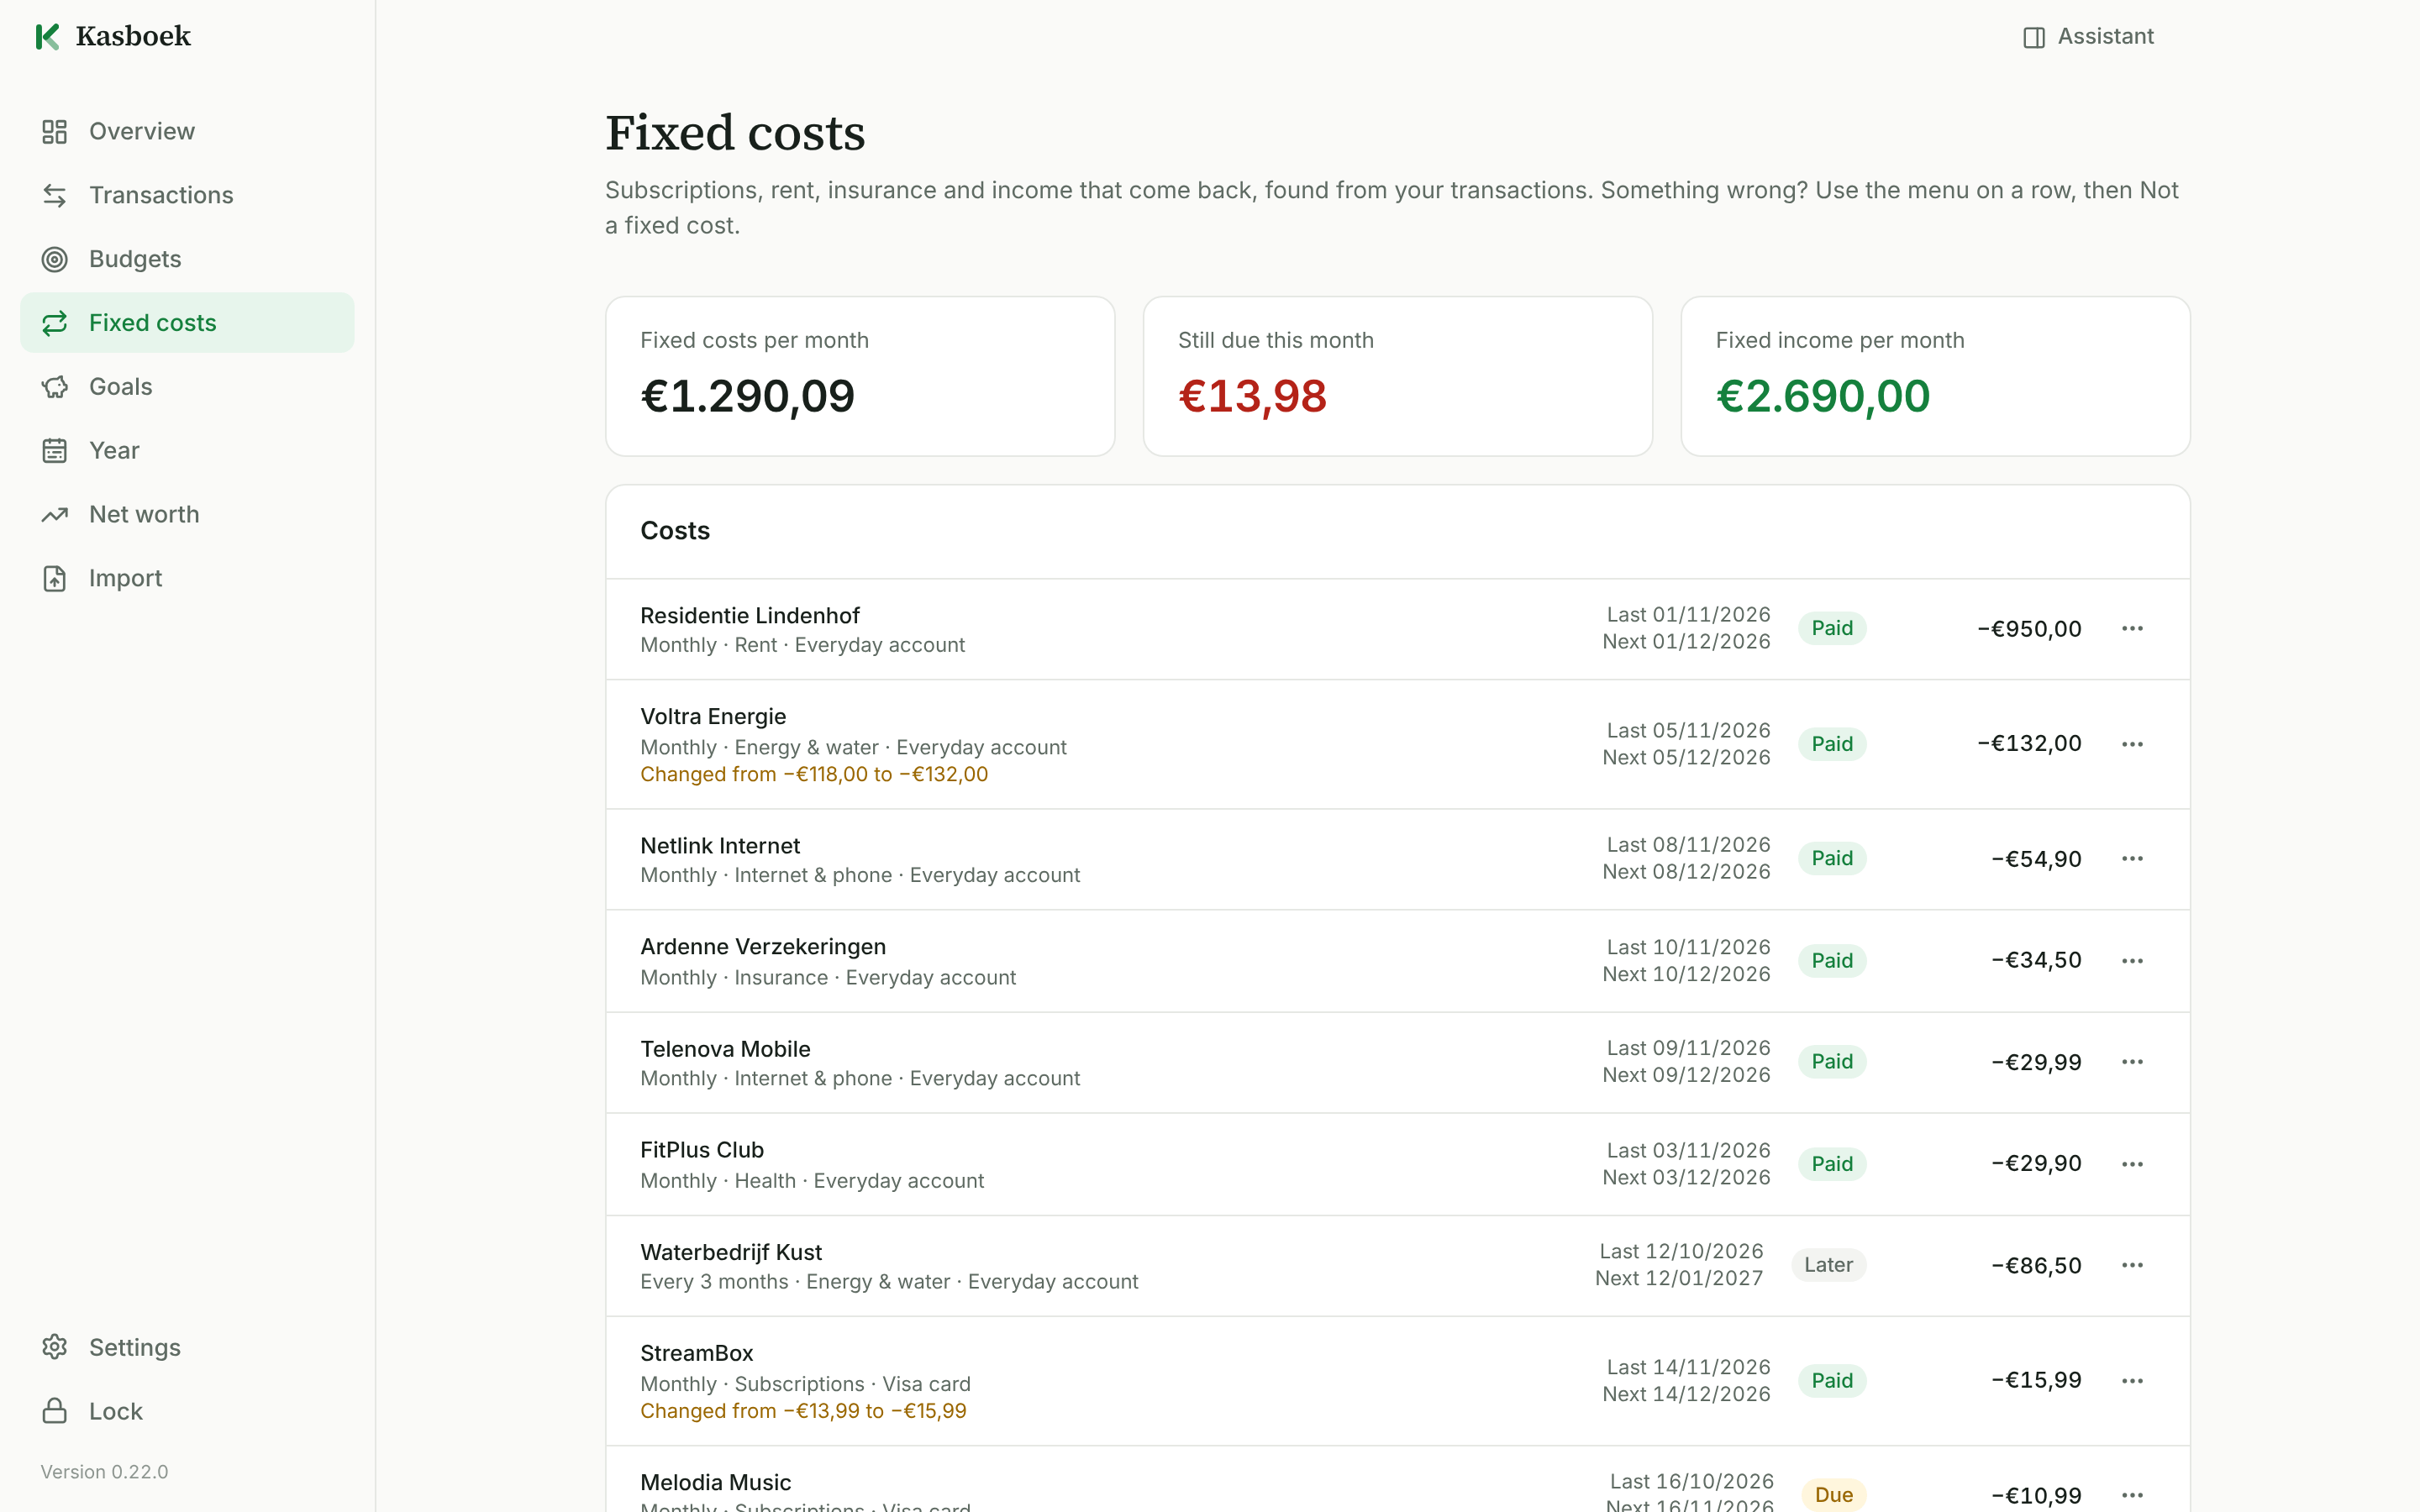 Kasboek
Assistant
Overview
Transactions
Budgets
Fixed costs
Goals
Year
Net worth
Import
Settings
Lock
Version 0.22.0
Fixed costs
Subscriptions, rent, insurance and income that come back, found from your transactions. Something wrong? Use the menu on a row, then Not
a fixed cost.
Fixed costs per month
€1.290,09
Still due this month
€13,98
Fixed income per month
€2.690,00
Costs
Residentie Lindenhof
Monthly · Rent · Everyday account
Last 01/11/2026
Next 01/12/2026
Paid
−€950,00
Voltra Energie
Monthly · Energy & water · Everyday account
Changed from −€118,00 to −€132,00
Last 05/11/2026
Next 05/12/2026
Paid
−€132,00
Netlink Internet
Monthly · Internet & phone · Everyday account
Last 08/11/2026
Next 08/12/2026
Paid
−€54,90
Ardenne Verzekeringen
Monthly · Insurance · Everyday account
Last 10/11/2026
Next 10/12/2026
Paid
−€34,50
Telenova Mobile
Monthly · Internet & phone · Everyday account
Last 09/11/2026
Next 09/12/2026
Paid
−€29,99
FitPlus Club
Monthly · Health · Everyday account
Last 03/11/2026
Next 03/12/2026
Paid
−€29,90
Waterbedrijf Kust
Every 3 months · Energy & water · Everyday account
Last 12/10/2026
Next 12/01/2027
Later
−€86,50
StreamBox
Monthly · Subscriptions · Visa card
Changed from −€13,99 to −€15,99
Last 14/11/2026
Next 14/12/2026
Paid
−€15,99
Melodia Music
Monthly · Subscriptions · Visa card
Last 16/10/2026
Next 16/11/2026
Due
−€10,99